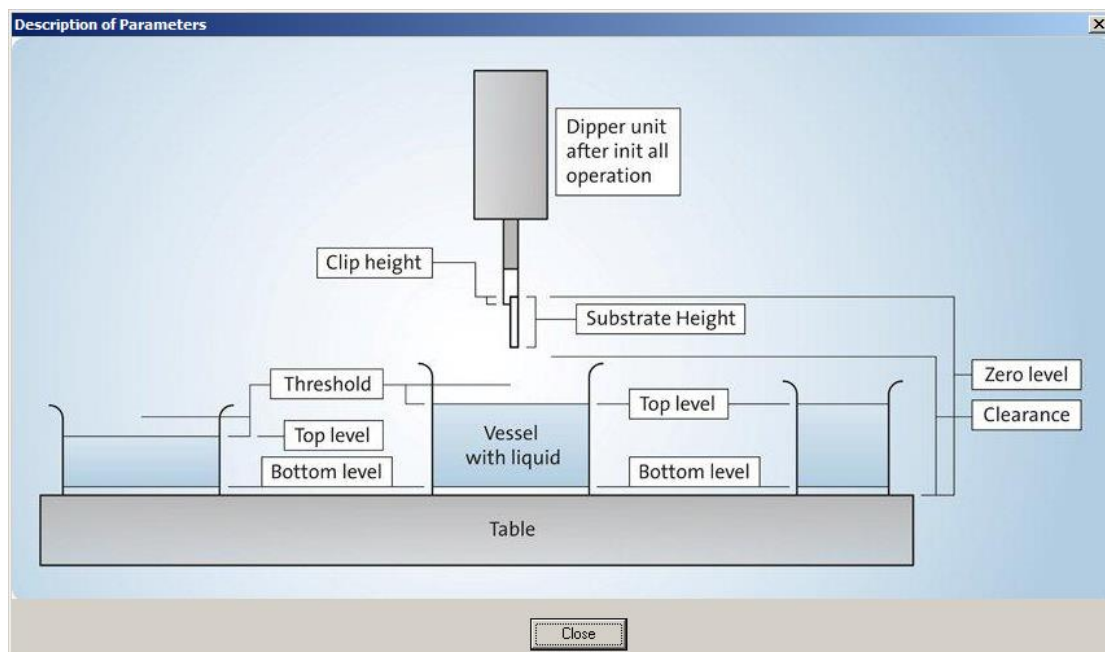 Description of Parameters
Dipper unit
after init all
operation
Clip height
Substrate Height
Threshold
Zero level
Top level
Clearance
Top level
Vessel
with liquid
Bottom level
Bottom level
Table
Close